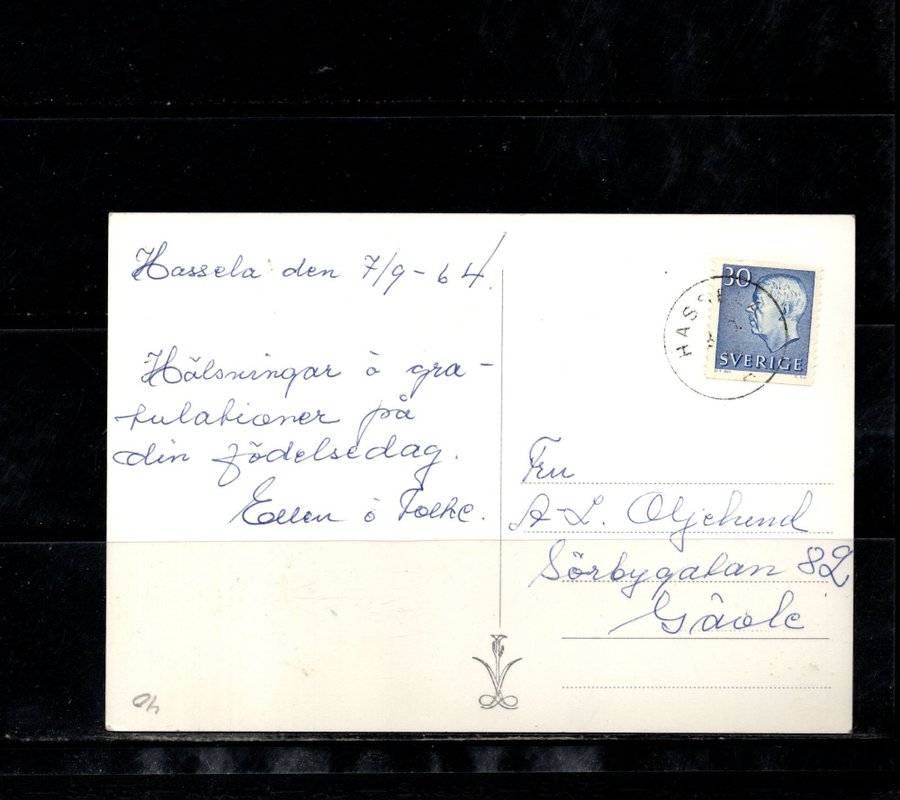 Hassela den 7/9-64.
Hälsningar å gra-
tulationer på
din födelsedag.
Ellen å Folke.
30
SVERIGE
HASSELA
Fru
A-L. Oljelund
Sörbygatan 82
Gävle